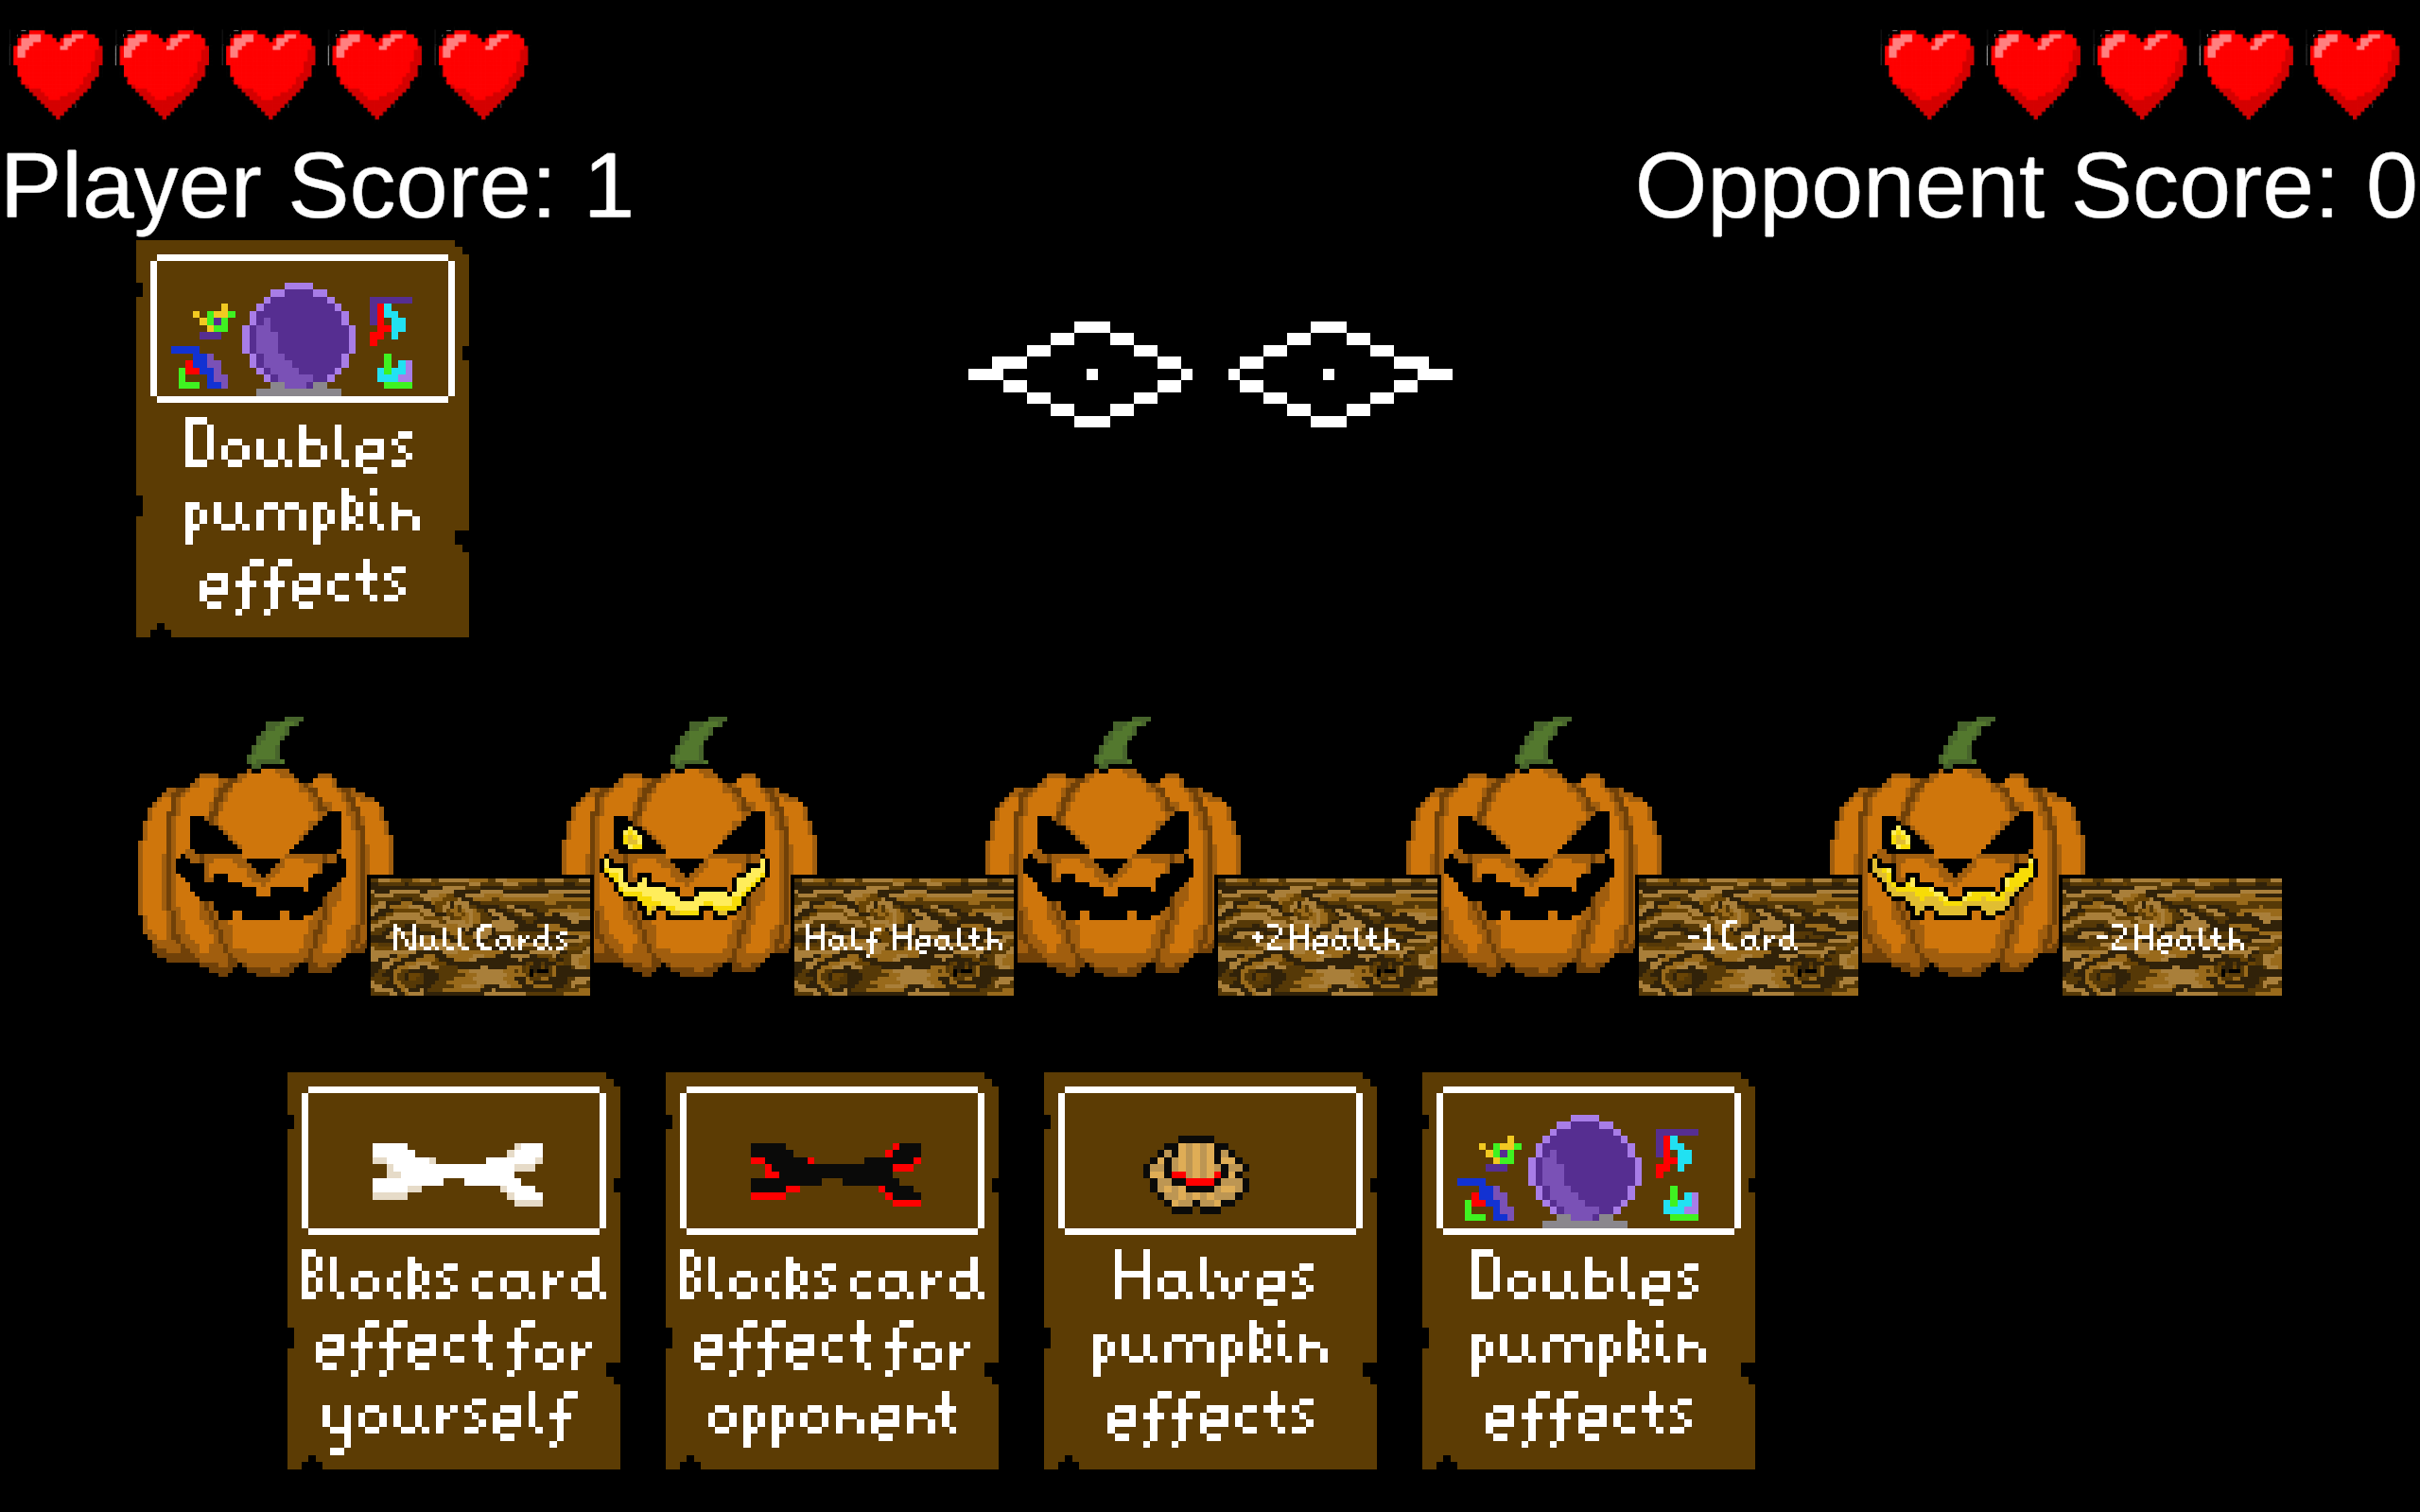 Player Score: 1
Opponent Score: 0
Doubles
pumpkin
effects
Null Cards
Half Health
+2 Health
-1 Card
-2 Health
Blocks card
effect for
yourself
Blocks card
effect for
opponent
Halves
pumpkin
effects
Doubles
pumpkin
effects